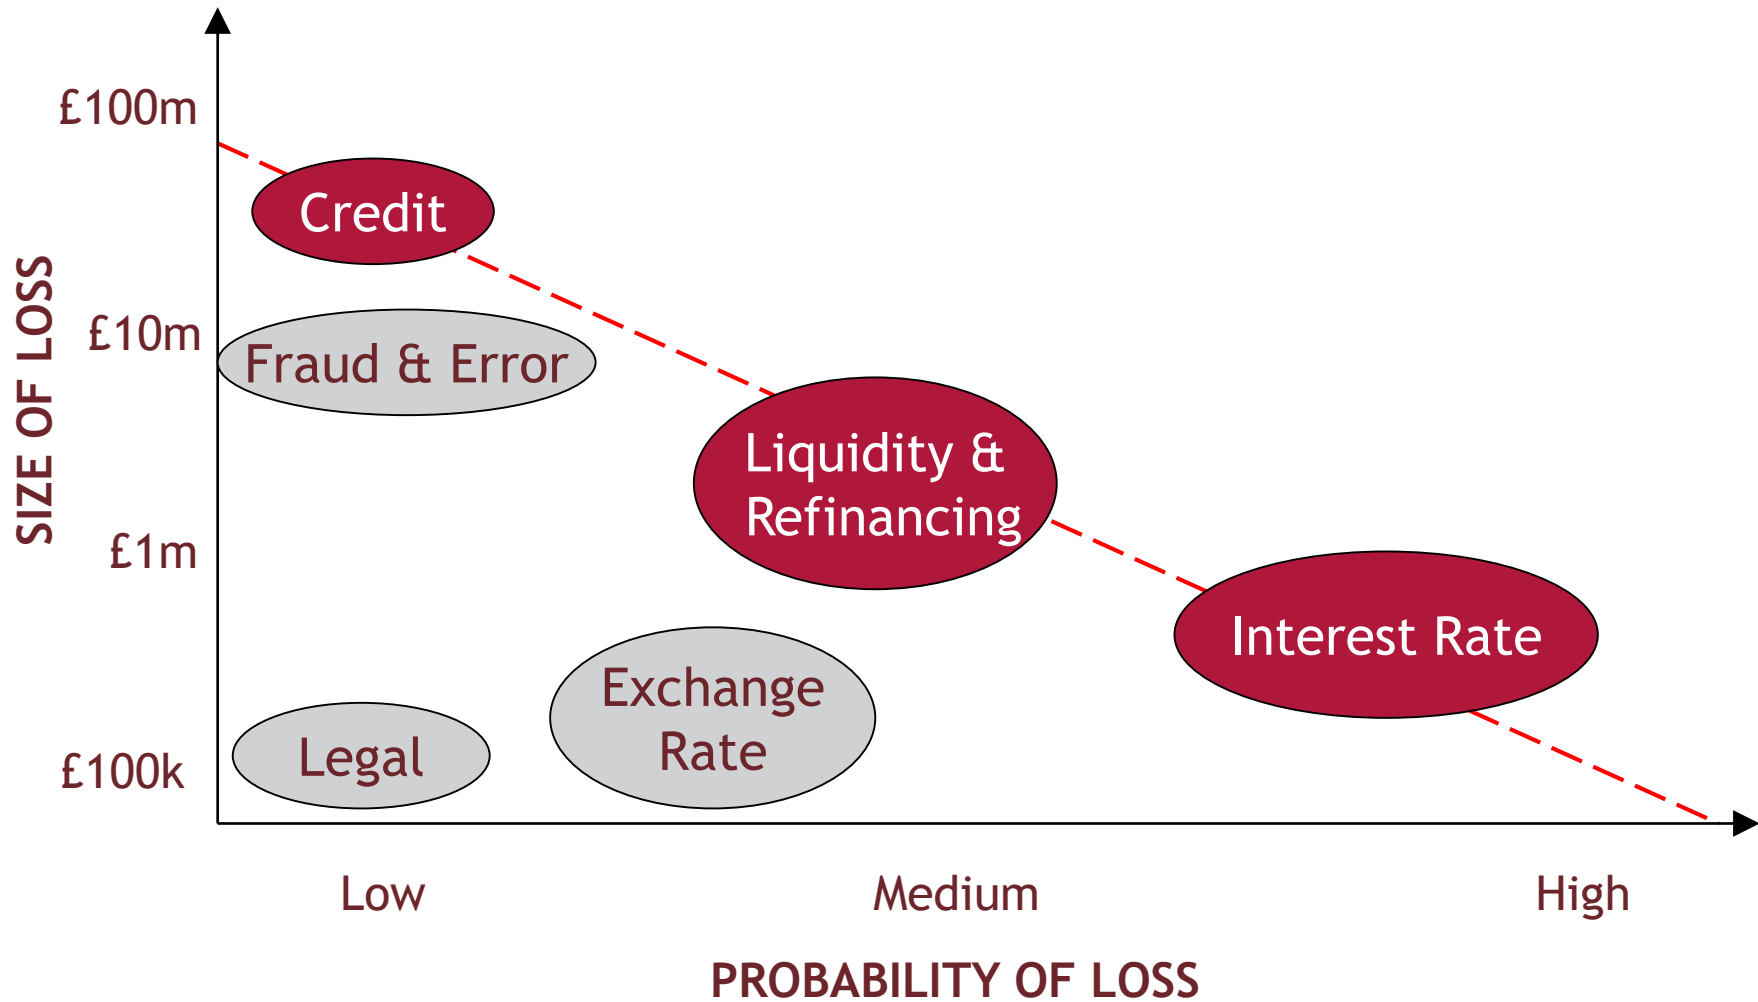 £100m
Credit
£10m
Fraud & Error
SIZE OF LOSS
Liquidity &
Refinancing
£1m
Interest Rate
Exchange
Rate
Legal
£100k
Low
Medium
High
PROBABILITY OF LOSS